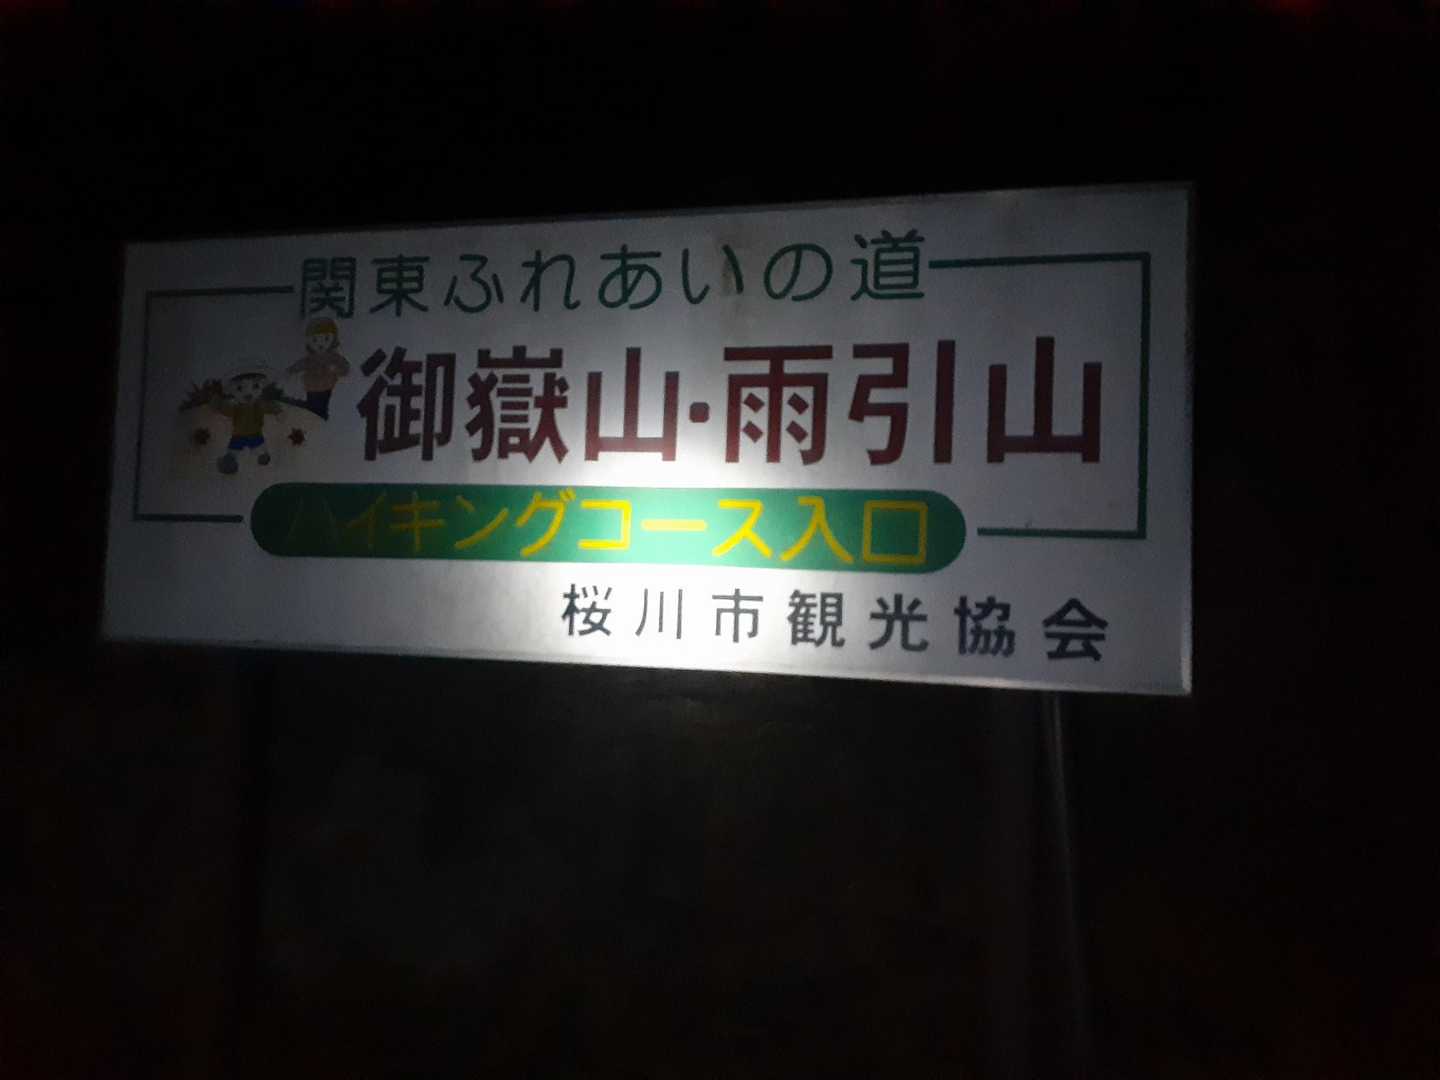 関東ふれあいの道
御嶽山・雨引山
ハイキングコース入口
桜川市観光協会